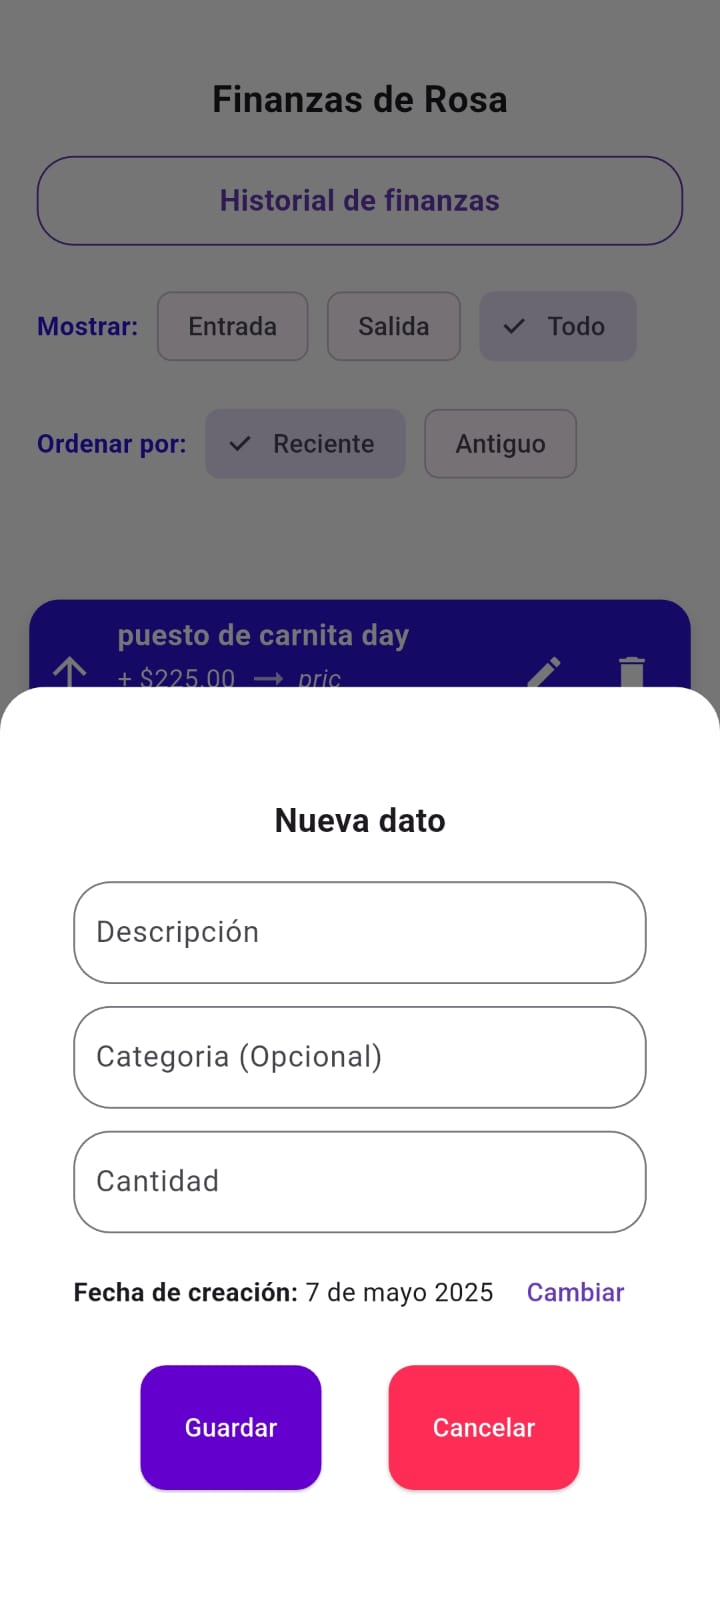 Finanzas de Rosa
Historial de finanzas
Mostrar: Entrada Salida Todo
Ordenar por: Reciente Antiguo
puesto de carnita day
+ $225.00 → pric
Nueva dato
Descripción
Categoria (Opcional)
Cantidad
Fecha de creación: 7 de mayo 2025 Cambiar
Guardar Cancelar